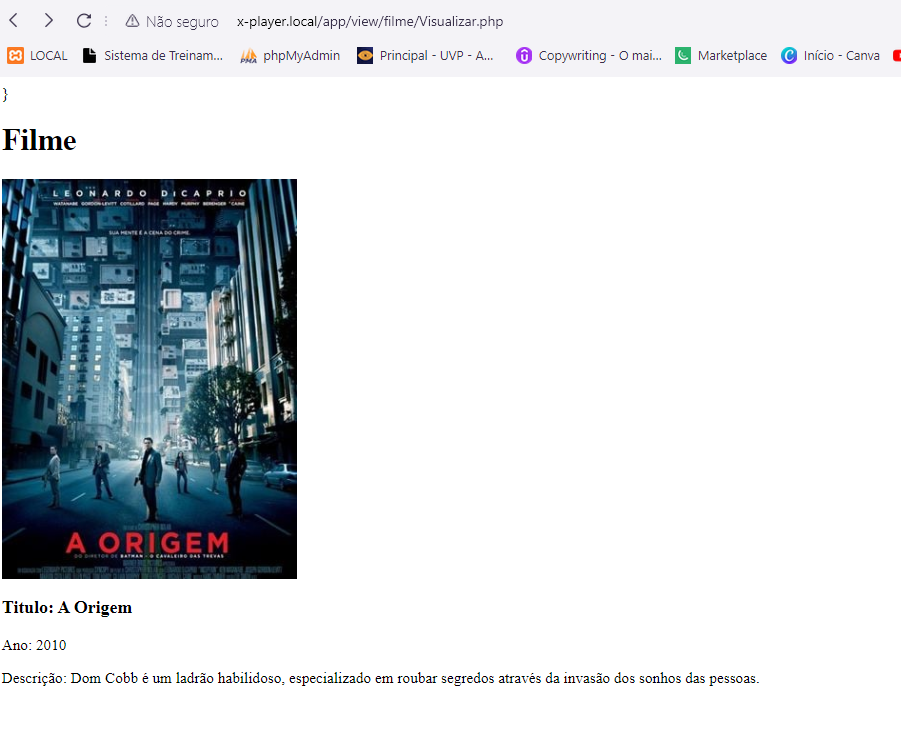 Não seguro x-player.local/app/view/filme/Visualizar.php
LOCAL Sistema de Treinam... phpMyAdmin Principal - UVP - A... Copywriting - O mai... Marketplace Início - Canva
}
Filme
LEONARDO DiCAPRIO
WATANABE GORDON-LEVITT COTILLARD PAGE HARDY MURPHY BERENGER CAINE
SUA MENTE É A CENA DO CRIME.
A ORIGEM
DO DIRETOR DE BATMAN - O CAVALEIRO DAS TREVAS
Titulo: A Origem
Ano: 2010
Descrição: Dom Cobb é um ladrão habilidoso, especializado em roubar segredos através da invasão dos sonhos das pessoas.